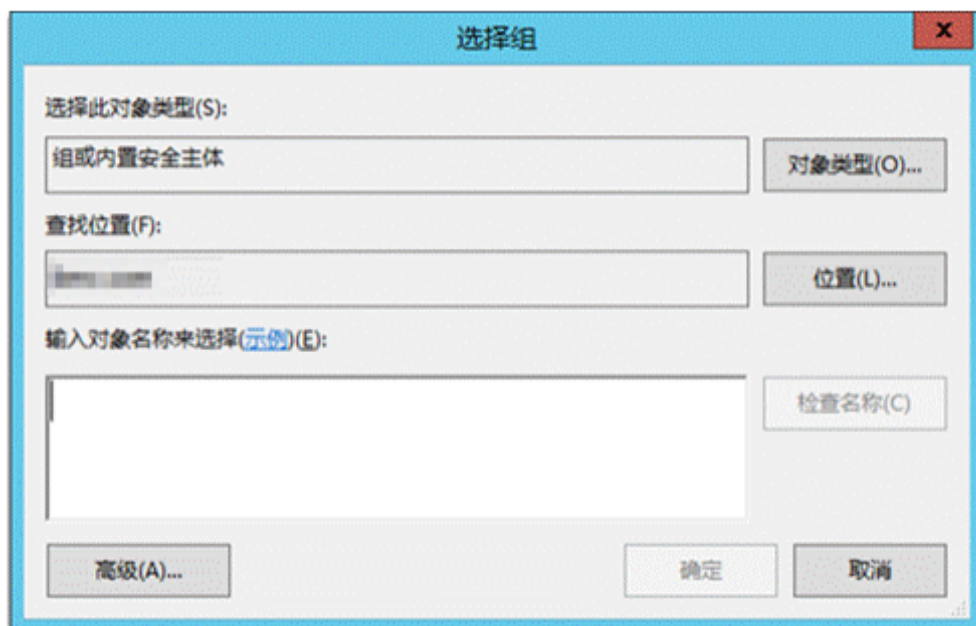 选择组
x
选择此对象类型(S):
组或内置安全主体
对象类型(O)...
查找位置(F):
位置(L)...
输入对象名称来选择(示例)(E):
检查名称(C)
高级(A)...
确定
取消